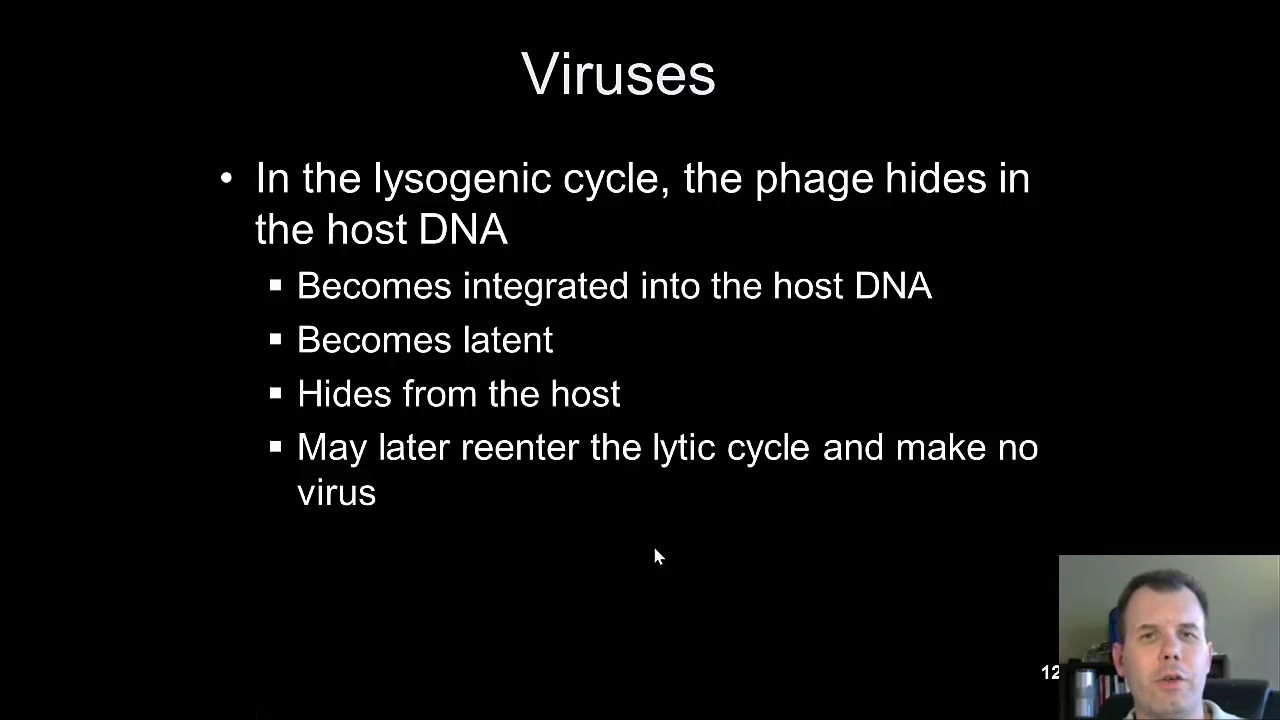 Viruses
• In the lysogenic cycle, the phage hides in
the host DNA
▪ Becomes integrated into the host DNA
▪ Becomes latent
▪ Hides from the host
▪ May later reenter the lytic cycle and make no
virus
12